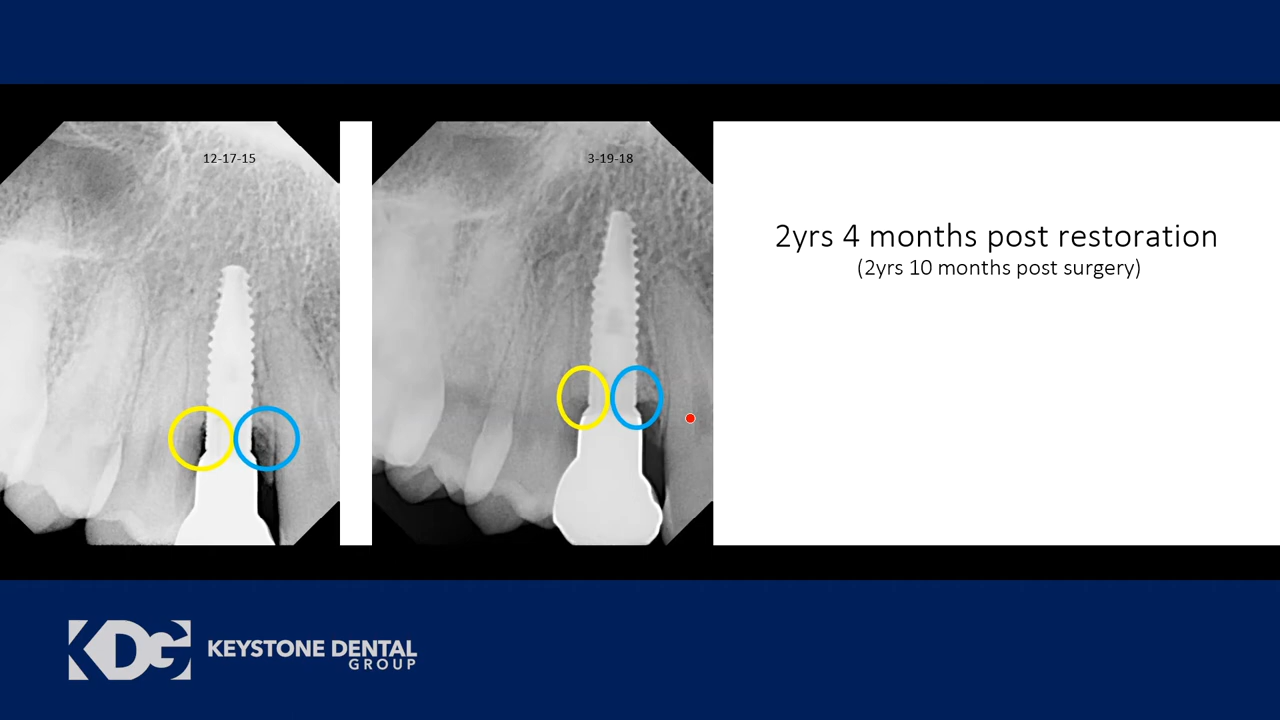 12-17-15
3-19-18
2yrs 4 months post restoration
(2yrs 10 months post surgery)
KDG KEYSTONE DENTAL
GROUP